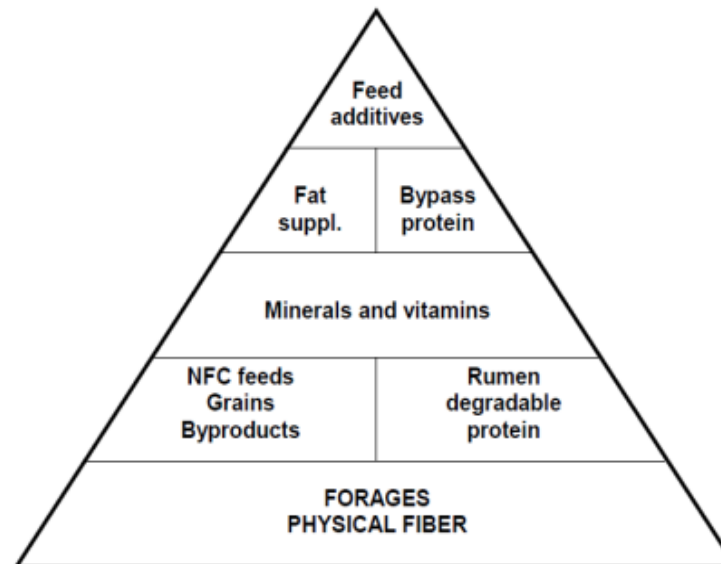 Feed
additives
Fat
suppl.
Bypass
protein
Minerals and vitamins
NFC feeds
Grains
Byproducts
Rumen
degradable
protein
FORAGES
PHYSICAL FIBER